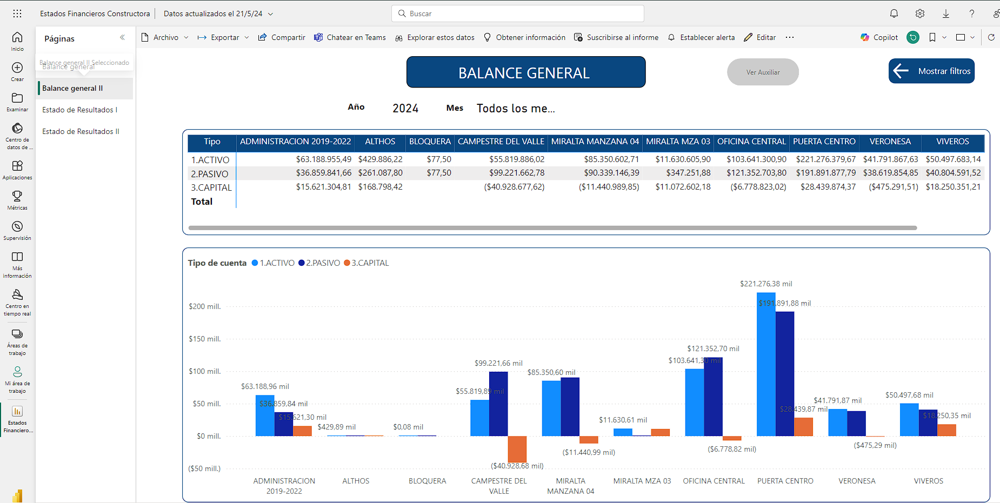 Estados Financieros Constructora
Datos actualizados el 21/5/24
Buscar
Inicio
Crear
Examinar
Centro de
datos de ...
Aplicaciones
Métricas
Supervisión
Más
información
Centro en
tiempo real
Áreas de
trabajo
Mi área de
trabajo
Estados
Financiero...
Páginas
Balance general II Seleccionado
Balance general
Balance general II
Estado de Resultados I
Estado de Resultados II
Archivo Exportar Compartir Chatear en Teams Explorar estos datos Obtener información Suscribirse al informe Establecer alerta Editar ... Copilot
BALANCE GENERAL
Ver Auxiliar
Mostrar filtros
Año 2024 Mes Todos los me...
Tipo ADMINISTRACION 2019-2022 ALTHOS BLOQUERA CAMPESTRE DEL VALLE MIRALTA MANZANA 04 MIRALTA MZA 03 OFICINA CENTRAL PUERTA CENTRO VERONESA VIVEROS
1.ACTIVO $63.188.955,49 $429.886,22 $77,50 $55.819.886,02 $85.350.602,71 $11.630.605,90 $103.641.300,90 $221.276.379,67 $41.791.867,63 $50.497.683,14
2.PASIVO $36.859.841,66 $261.087,80 $77,50 $99.221.662,78 $90.339.146,39 $347.251,88 $121.352.703,80 $191.891.877,79 $38.619.854,85 $40.804.591,52
3.CAPITAL $15.621.304,81 $168.798,42 ($40.928.677,62) ($11.440.989,85) $11.072.602,18 ($6.778.823,02) $28.439.874,37 ($475.291,51) $18.250.351,21
Total
Tipo de cuenta 1.ACTIVO 2.PASIVO 3.CAPITAL
$200 mill.
$150 mill.
$100 mill.
$50 mill.
$0 mill.
($50 mill.)
$63.188,96 mil
$36.859,84 mil
$15.621,30 mil
$429,89 mil
$0,08 mil
$55.819,89 mil
$99.221,66 mil
($40.928,68 mil)
$85.350,60 mil
($11.440,99 mil)
$11.630,61 mil
$103.641,30 mil
$121.352,70 mil
($6.778,82 mil)
$221.276,38 mil
$191.891,88 mil
$28.439,87 mil
$41.791,87 mil
($475,29 mil)
$50.497,68 mil
$18.250,35 mil
ADMINISTRACION
2019-2022
ALTHOS
BLOQUERA
CAMPESTRE DEL
VALLE
MIRALTA
MANZANA 04
MIRALTA MZA 03
OFICINA CENTRAL
PUERTA CENTRO
VERONESA
VIVEROS